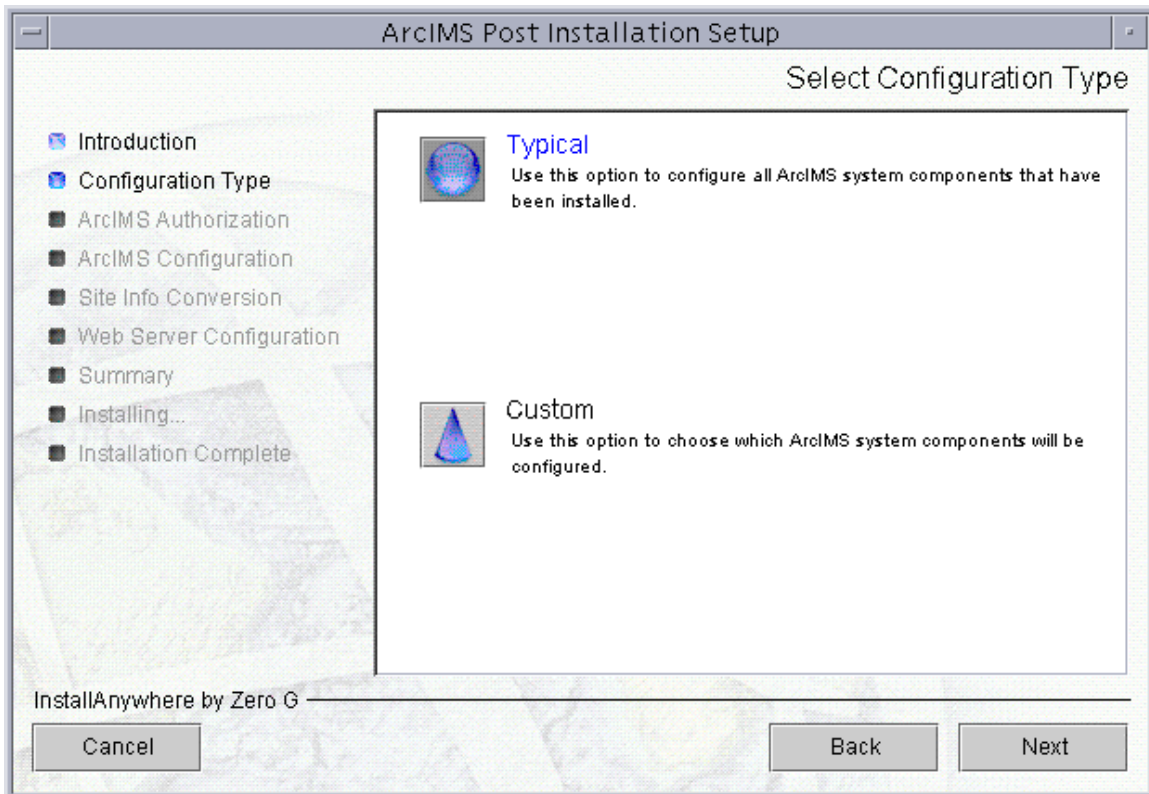 ArcIMS Post Installation Setup
Select Configuration Type
Introduction
Configuration Type
ArcIMS Authorization
ArcIMS Configuration
Site Info Conversion
Web Server Configuration
Summary
Installing...
Installation Complete
Typical
Use this option to configure all ArcIMS system components that have
been installed.
Custom
Use this option to choose which ArcIMS system components will be
configured.
InstallAnywhere by Zero G
Cancel
Back
Next